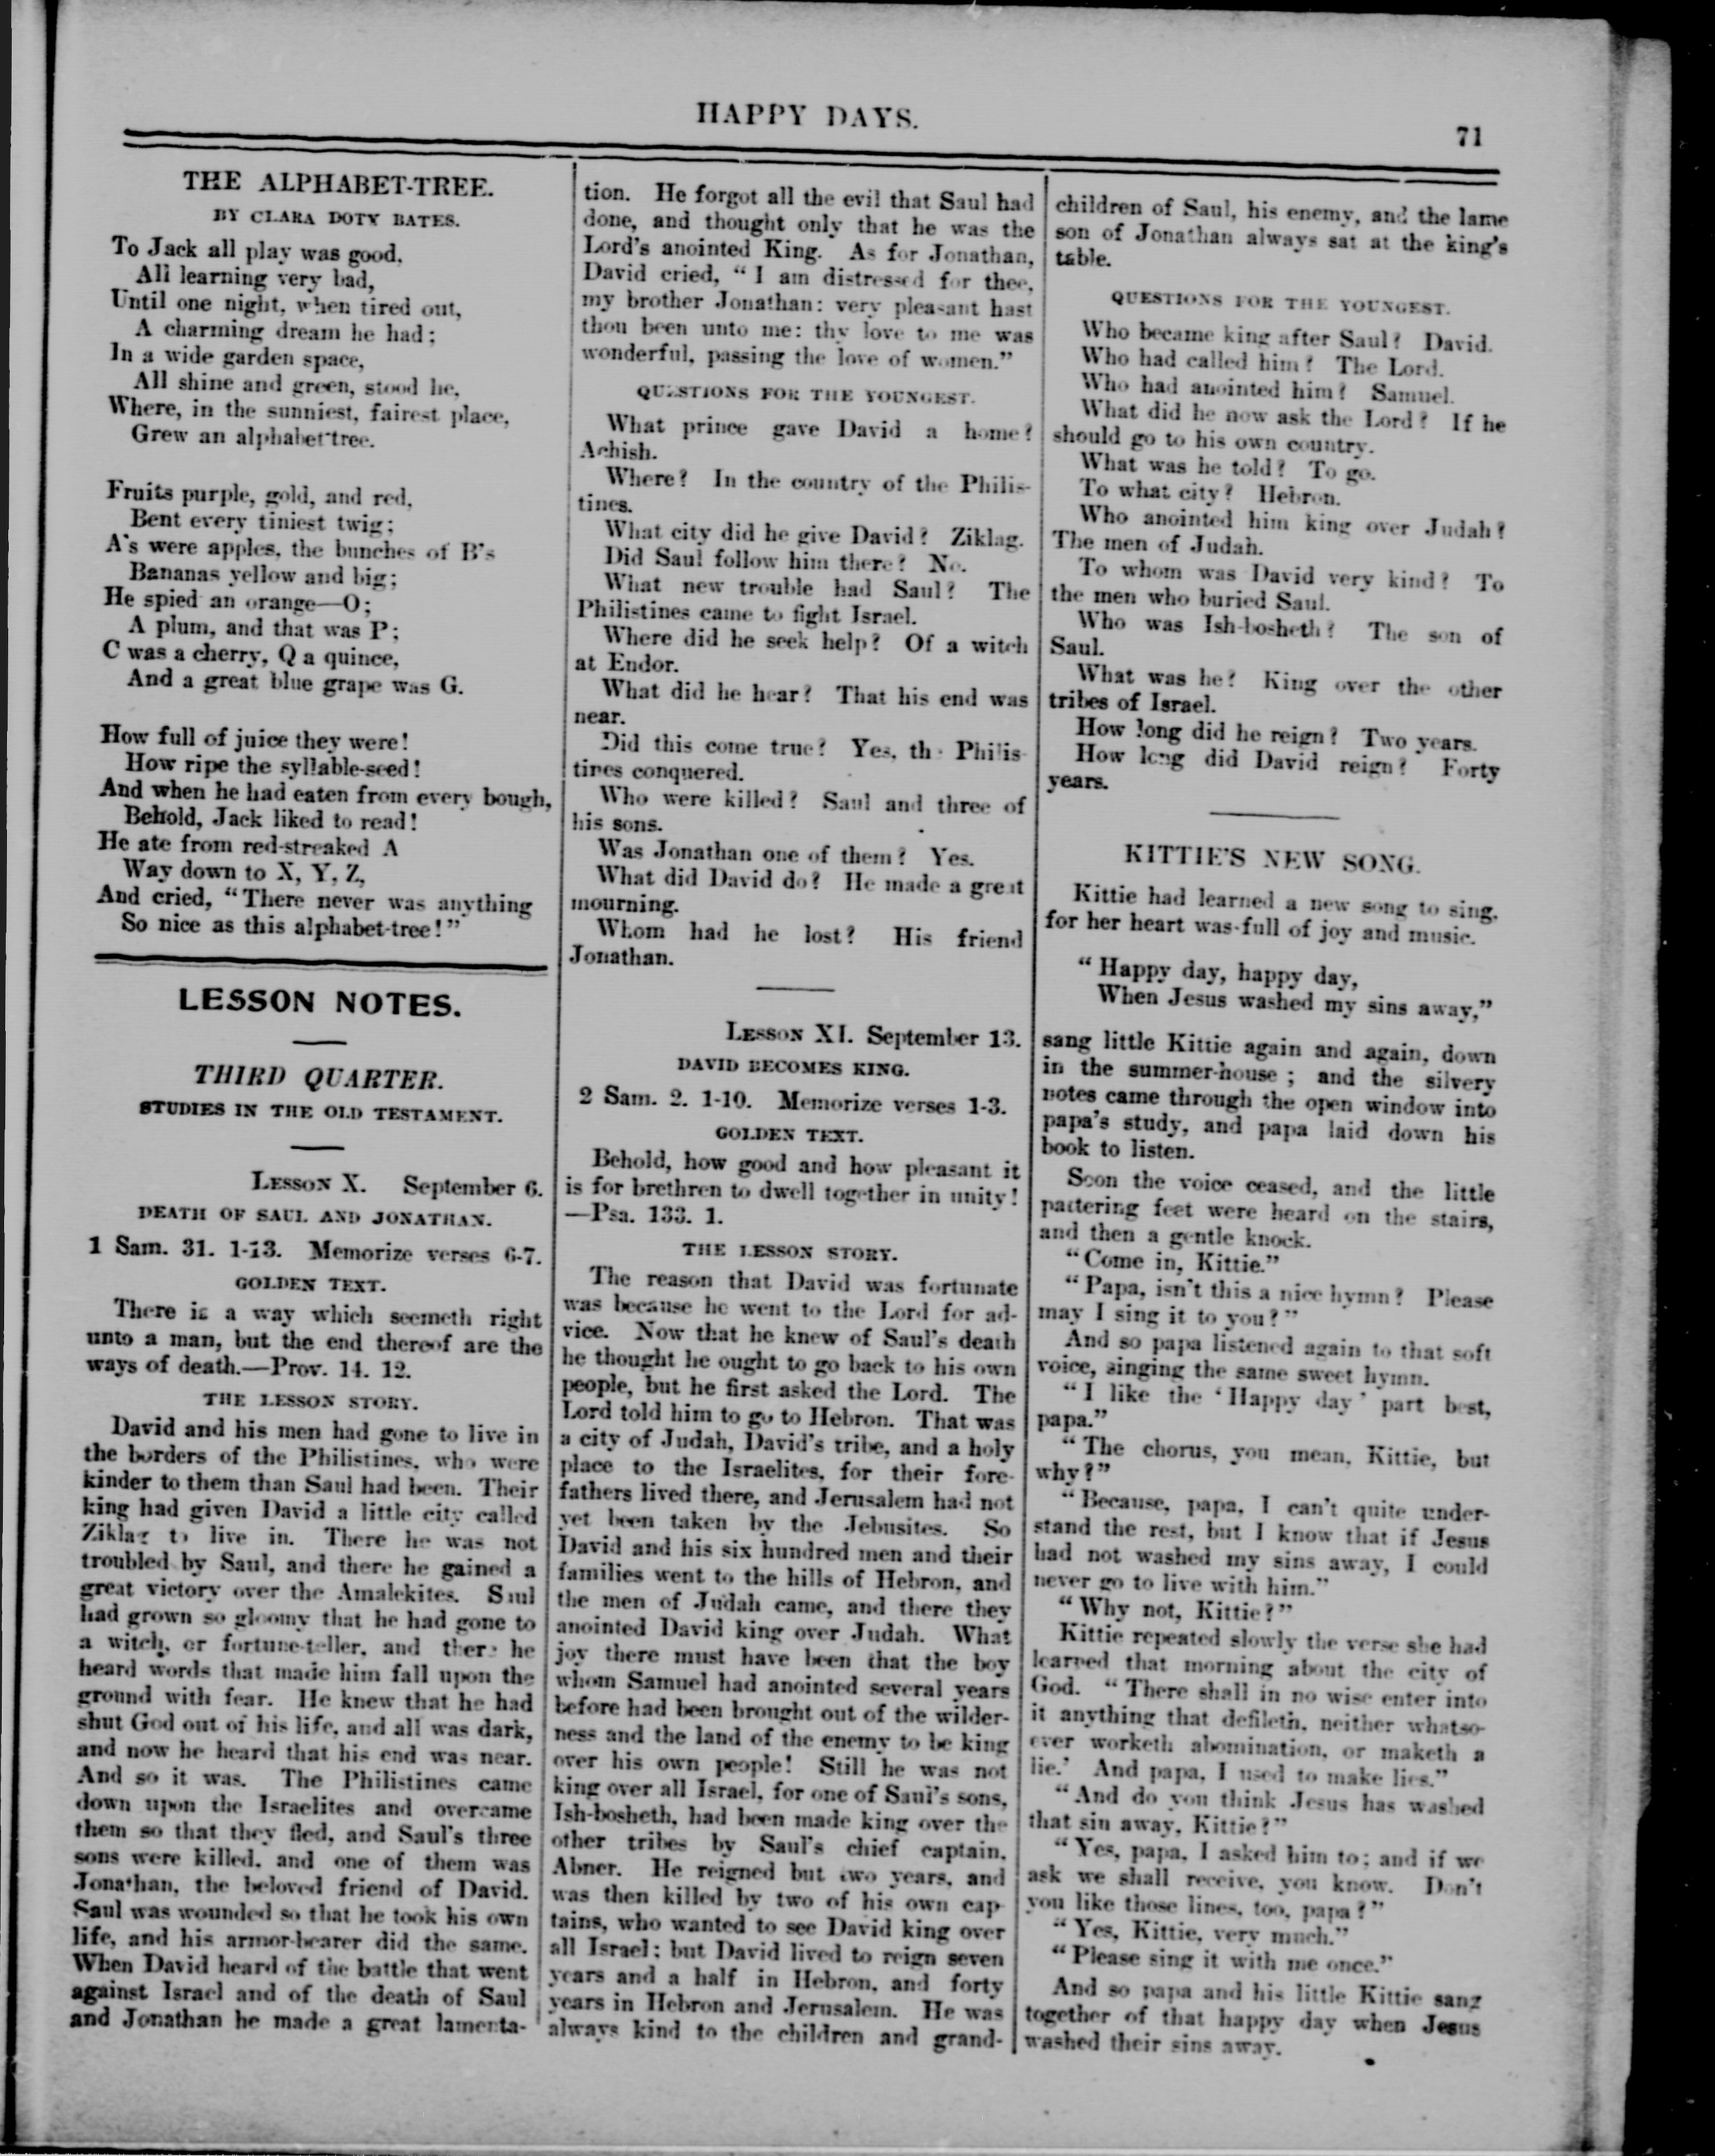 HAPPY DAYS.
71
THE ALPHABET-TREE.
BY CLARA DOTY BATES.
To Jack all play was good,
All learning very bad,
Until one night, when tired out,
A charming dream he had;
In a wide garden space,
All shine and green, stood he,
Where, in the sunniest, fairest place,
Grew an alphabet-tree.
Fruits purple, gold, and red,
Bent every tiniest twig;
A's were apples, the bunches of B's
Bananas yellow and big;
He spied an orange—O;
A plum, and that was P;
C was a cherry, Q a quince,
And a great blue grape was G.
How full of juice they were!
How ripe the syllable-seed!
And when he had eaten from every bough,
Behold, Jack liked to read!
He ate from red-streaked A
Way down to X, Y, Z,
And cried, "There never was anything
So nice as this alphabet-tree!"
LESSON NOTES.
THIRD QUARTER.
STUDIES IN THE OLD TESTAMENT.
LESSON X. September 6.
DEATH OF SAUL AND JONATHAN.
1 Sam. 31. 1-13. Memorize verses 6-7.
GOLDEN TEXT.
There is a way which seemeth right
unto a man, but the end thereof are the
ways of death.—Prov. 14. 12.
THE LESSON STORY.
David and his men had gone to live in
the borders of the Philistines, who were
kinder to them than Saul had been. Their
king had given David a little city called
Ziklag to live in. There he was not
troubled by Saul, and there he gained a
great victory over the Amalekites. Saul
had grown so gloomy that he had gone to
a witch, or fortune-teller, and there he
heard words that made him fall upon the
ground with fear. He knew that he had
shut God out of his life, and all was dark,
and now he heard that his end was near.
And so it was. The Philistines came
down upon the Israelites and overcame
them so that they fled, and Saul's three
sons were killed, and one of them was
Jonathan, the beloved friend of David.
Saul was wounded so that he took his own
life, and his armor-bearer did the same.
When David heard of the battle that went
against Israel and of the death of Saul
and Jonathan he made a great lamenta-
tion. He forgot all the evil that Saul had
done, and thought only that he was the
Lord's anointed King. As for Jonathan,
David cried, "I am distressed for thee,
my brother Jonathan: very pleasant hast
thou been unto me: thy love to me was
wonderful, passing the love of women."
QUESTIONS FOR THE YOUNGEST.
What prince gave David a home?
Achish.
Where? In the country of the Philis-
tines.
What city did he give David? Ziklag.
Did Saul follow him there? No.
What new trouble had Saul? The
Philistines came to fight Israel.
Where did he seek help? Of a witch
at Endor.
What did he hear? That his end was
near.
Did this come true? Yes, the Philis-
tines conquered.
Who were killed? Saul and three of
his sons.
Was Jonathan one of them? Yes.
What did David do? He made a great
mourning.
Whom had he lost? His friend
Jonathan.
LESSON XI. September 13.
DAVID BECOMES KING.
2 Sam. 2. 1-10. Memorize verses 1-3.
GOLDEN TEXT.
Behold, how good and how pleasant it
is for brethren to dwell together in unity!
—Psa. 133. 1.
THE LESSON STORY.
The reason that David was fortunate
was because he went to the Lord for ad-
vice. Now that he knew of Saul's death
he thought he ought to go back to his own
people, but he first asked the Lord. The
Lord told him to go to Hebron. That was
a city of Judah, David's tribe, and a holy
place to the Israelites, for their fore-
fathers lived there, and Jerusalem had not
yet been taken by the Jebusites. So
David and his six hundred men and their
families went to the hills of Hebron, and
the men of Judah came, and there they
anointed David king over Judah. What
joy there must have been that the boy
whom Samuel had anointed several years
before had been brought out of the wilder-
ness and the land of the enemy to be king
over his own people! Still he was not
king over all Israel, for one of Saul's sons,
Ish-bosheth, had been made king over the
other tribes by Saul's chief captain,
Abner. He reigned but two years, and
was then killed by two of his own cap-
tains, who wanted to see David king over
all Israel; but David lived to reign seven
years and a half in Hebron, and forty
years in Hebron and Jerusalem. He was
always kind to the children and grand-
children of Saul, his enemy, and the lame
son of Jonathan always sat at the king's
table.
QUESTIONS FOR THE YOUNGEST.
Who became king after Saul? David.
Who had called him? The Lord.
Who had anointed him? Samuel.
What did he now ask the Lord? If he
should go to his own country.
What was he told? To go.
To what city? Hebron.
Who anointed him king over Judah?
The men of Judah.
To whom was David very kind? To
the men who buried Saul.
Who was Ish-bosheth? The son of
Saul.
What was he? King over the other
tribes of Israel.
How long did he reign? Two years.
How long did David reign? Forty
years.
KITTIE'S NEW SONG.
Kittie had learned a new song to sing,
for her heart was full of joy and music.
"Happy day, happy day,
When Jesus washed my sins away,"
sang little Kittie again and again, down
in the summer-house ; and the silvery
notes came through the open window into
papa's study, and papa laid down his
book to listen.
Soon the voice ceased, and the little
pattering feet were heard on the stairs,
and then a gentle knock.
"Come in, Kittie."
"Papa, isn't this a nice hymn? Please
may I sing it to you?"
And so papa listened again to that soft
voice, singing the same sweet hymn.
"I like the 'Happy day' part best,
papa."
"The chorus, you mean, Kittie, but
why?"
"Because, papa, I can't quite under-
stand the rest, but I know that if Jesus
had not washed my sins away, I could
never go to live with him."
"Why not, Kittie?"
Kittie repeated slowly the verse she had
learned that morning about the city of
God. "There shall in no wise enter into
it anything that defileth, neither whatso-
ever worketh abomination, or maketh a
lie.' And papa, I used to make lies."
"And do you think Jesus has washed
that sin away, Kittie?"
"Yes, papa, I asked him to; and if we
ask we shall receive, you know. Don't
you like those lines, too, papa?"
"Yes, Kittie, very much."
"Please sing it with me once."
And so papa and his little Kittie sang
together of that happy day when Jesus
washed their sins away.